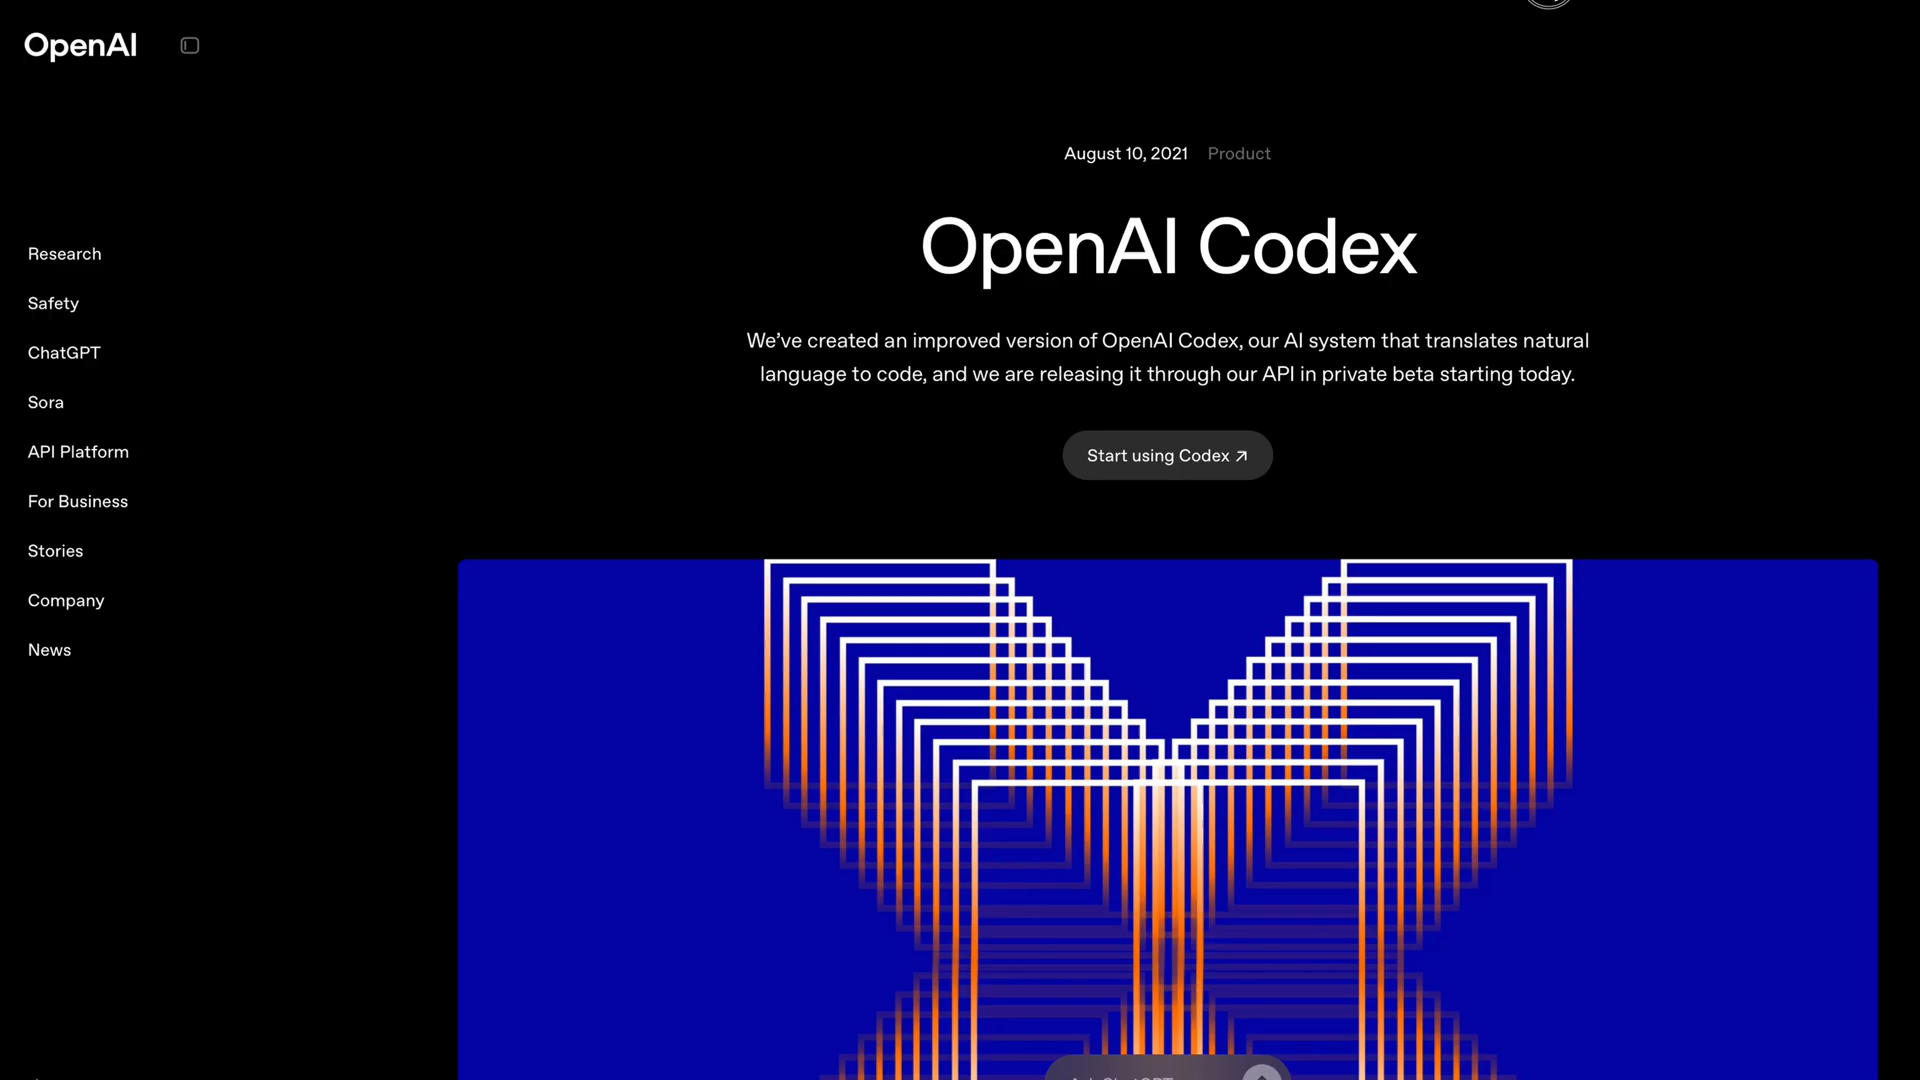 OpenAI
August 10, 2021 Product
OpenAI Codex
We’ve created an improved version of OpenAI Codex, our AI system that translates natural
language to code, and we are releasing it through our API in private beta starting today.
Start using Codex ↗
Research
Safety
ChatGPT
Sora
API Platform
For Business
Stories
Company
News